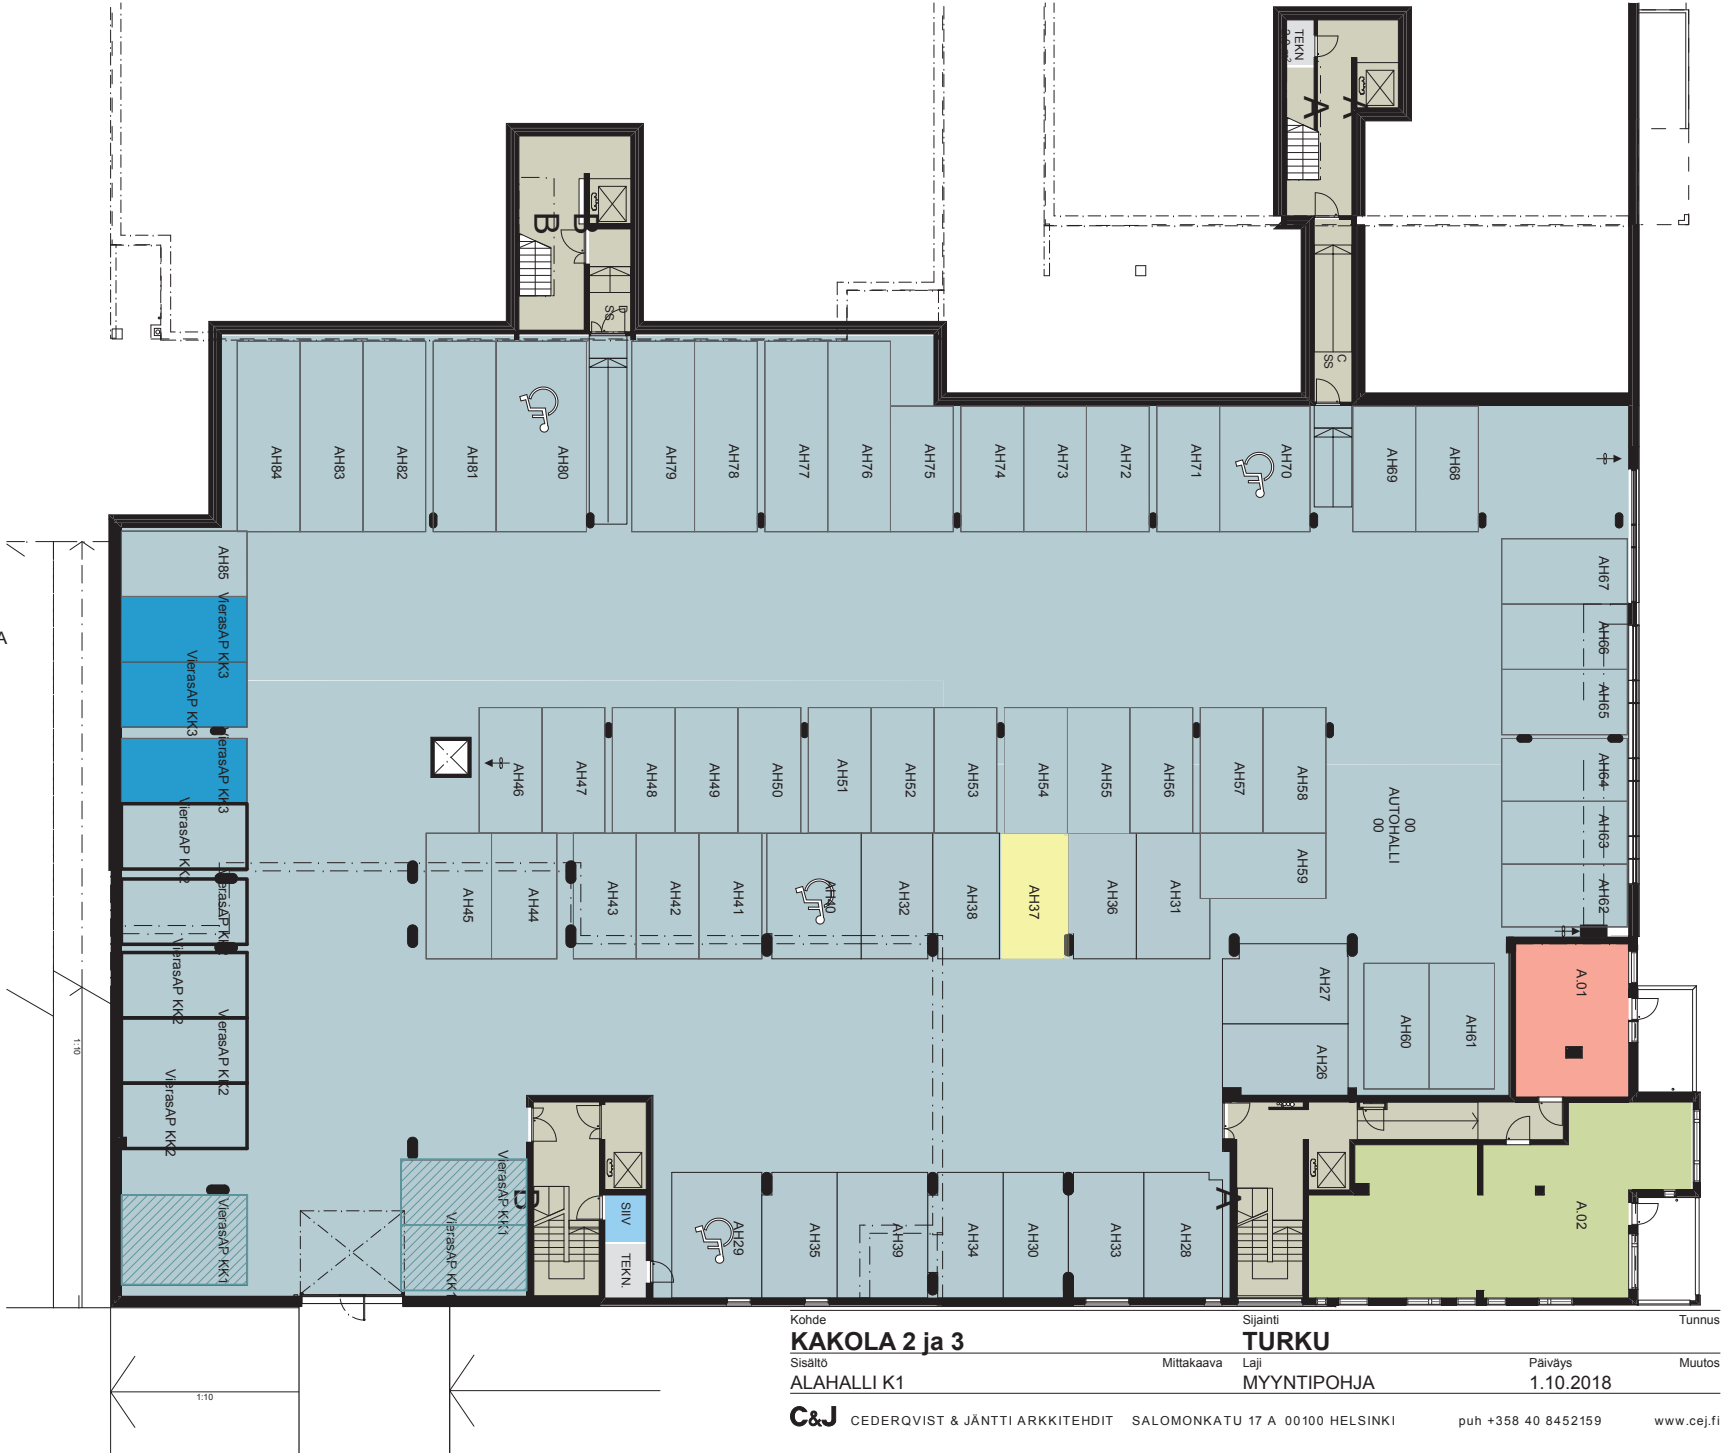 TEKN
A
A
B
B
D
SS
C
SS
AH84
AH83
AH82
AH81
AH80
AH79
AH78
AH77
AH76
AH75
AH74
AH73
AH72
AH71
AH70
AH69
AH68
AH85
VierasAP KK3
VierasAP KK3
VierasAP KK3
VierasAP KK2
VierasAP KK2
VierasAP KK2
VierasAP KK2
VierasAP KK1
VierasAP KK1
VierasAP KK1
A
AH67
AH66
AH65
AH64
AH63
AH62
AH46
AH47
AH48
AH49
AH50
AH51
AH52
AH53
AH54
AH55
AH56
AH57
AH58
00
AUTOHALLI
00
AH45
AH44
AH43
AH42
AH41
AH40
AH32
AH38
AH37
AH36
AH31
AH59
AH27
AH26
AH60
AH61
A.01
A.02
1:10
B
SIIV
TEKN.
AH29
AH35
AH39
AH34
AH30
AH33
AH28
A
1:10
Kohde Sijainti Tunnus
KAKOLA 2 ja 3 TURKU
Sisältö Mittakaava Laji Päiväys Muutos
ALAHALLI K1 MYYNTIPOHJA 1.10.2018
C&J CEDERQVIST & JÄNTTI ARKKITEHDIT SALOMONKATU 17 A 00100 HELSINKI puh +358 40 8452159 www.cej.fi